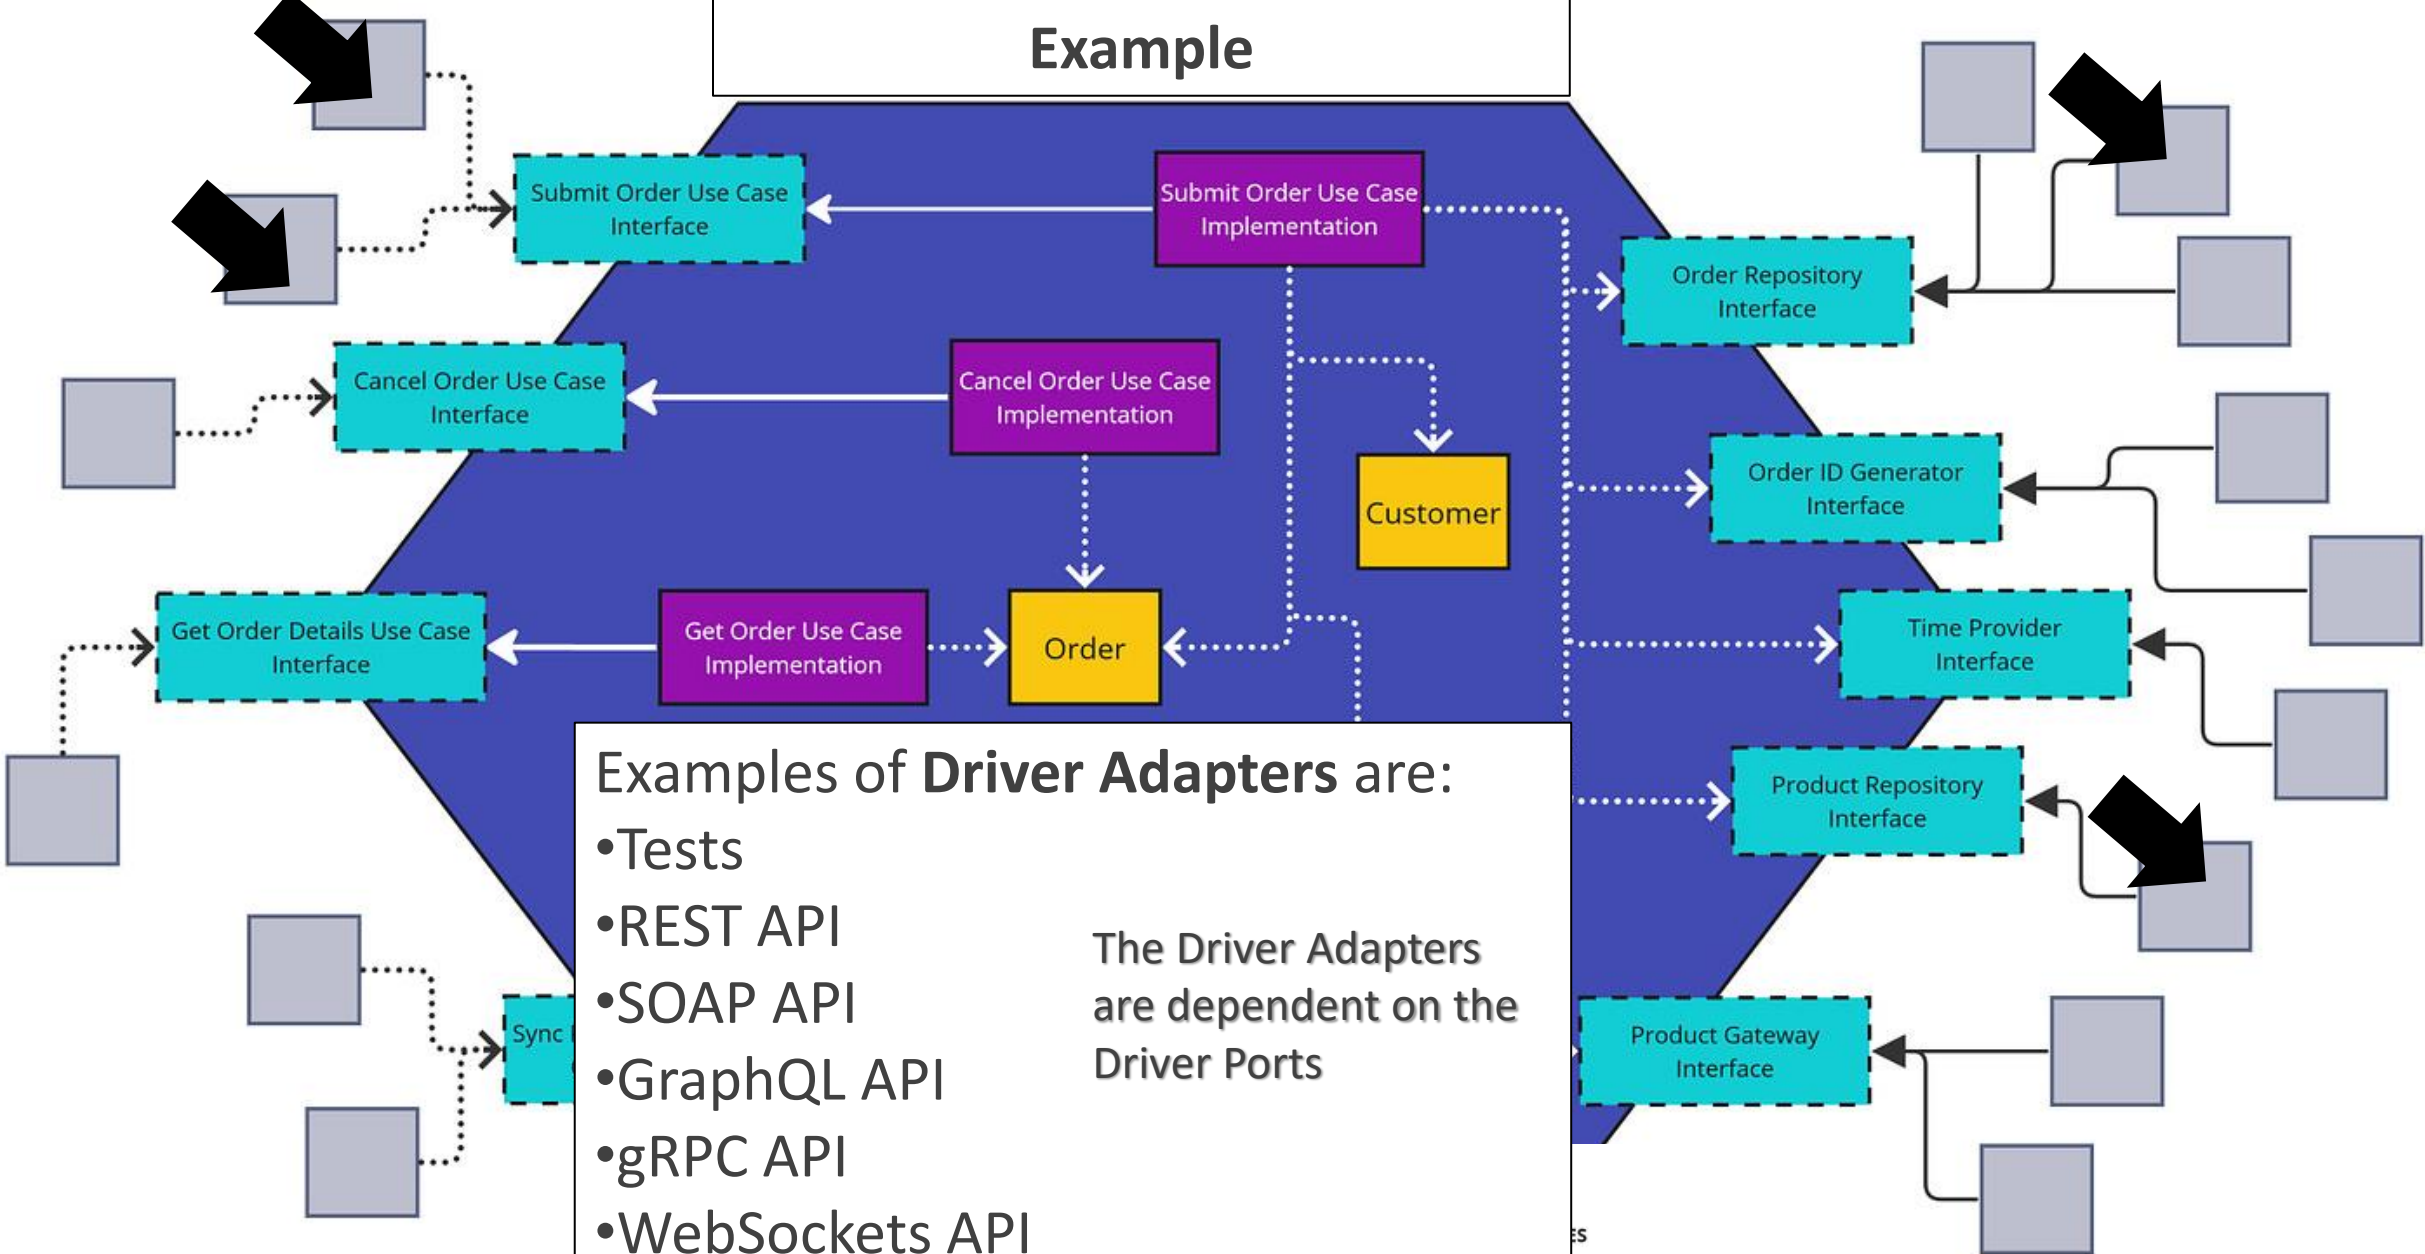 Example
Submit Order Use Case
Interface
Submit Order Use Case
Implementation
Order Repository
Interface
Cancel Order Use Case
Interface
Cancel Order Use Case
Implementation
Customer
Order ID Generator
Interface
Get Order Details Use Case
Interface
Get Order Use Case
Implementation
Order
Time Provider
Interface
Product Repository
Interface
Sync
Product Gateway
Interface
Examples of Driver Adapters are:
•Tests
•REST API
•SOAP API
•GraphQL API
•gRPC API
•WebSockets API
The Driver Adapters
are dependent on the
Driver Ports